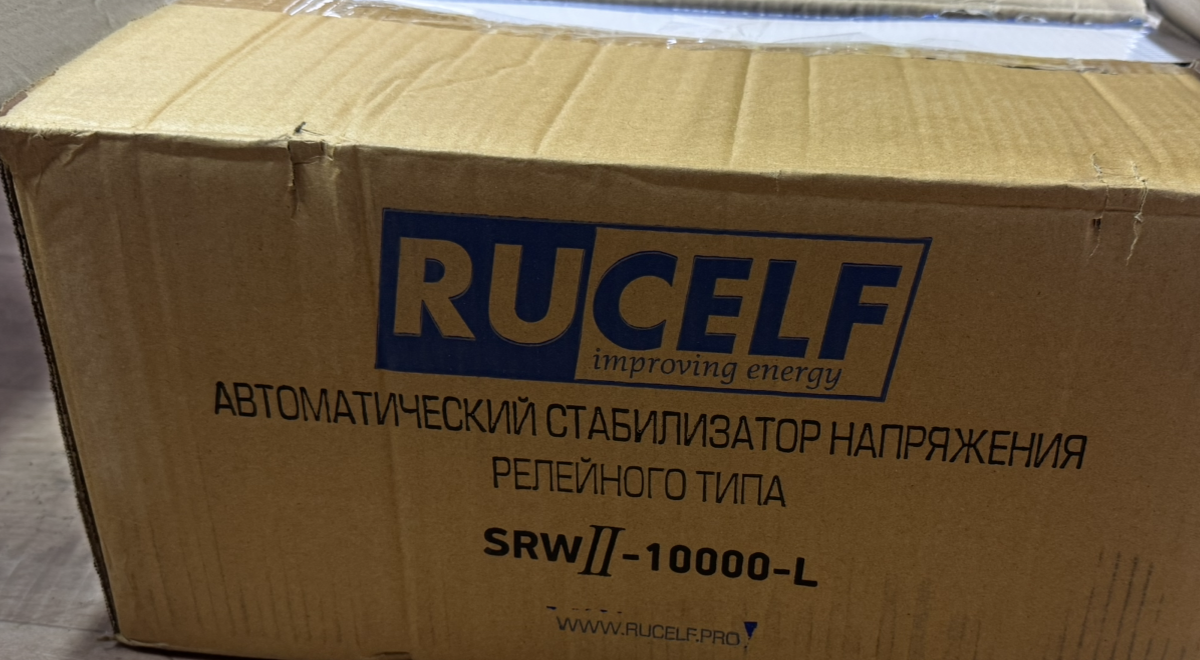 RUCELF
improving energy
АВТОМАТИЧЕСКИЙ СТАБИЛИЗАТОР НАПРЯЖЕНИЯ
РЕЛЕЙНОГО ТИПА
SRWII-10000-L
WWW.RUCELF.PRO